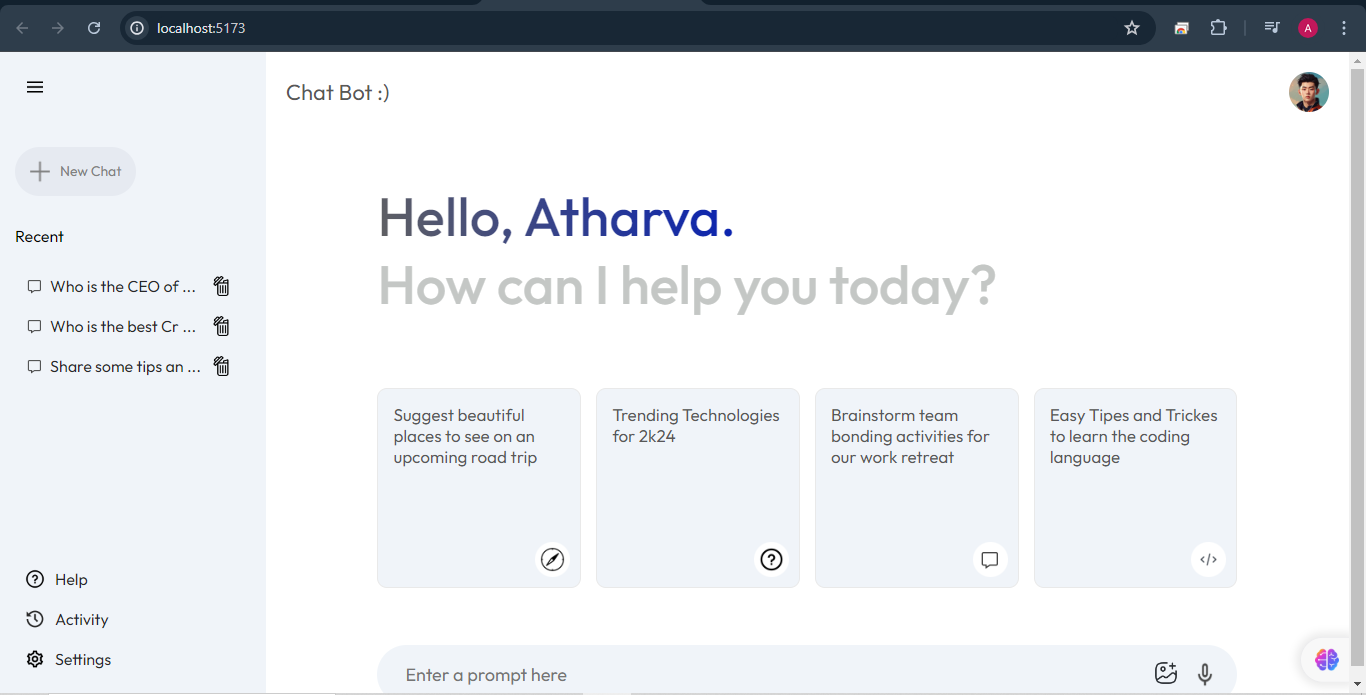 localhost:5173
A
Chat Bot :)
New Chat
Recent
Who is the CEO of ...
Who is the best Cr ...
Share some tips an ...
Help
Activity
Settings
Hello, Atharva.
How can I help you today?
Suggest beautiful
places to see on an
upcoming road trip
Trending Technologies
for 2k24
Brainstorm team
bonding activities for
our work retreat
Easy Tipes and Trickes
to learn the coding
language
Enter a prompt here